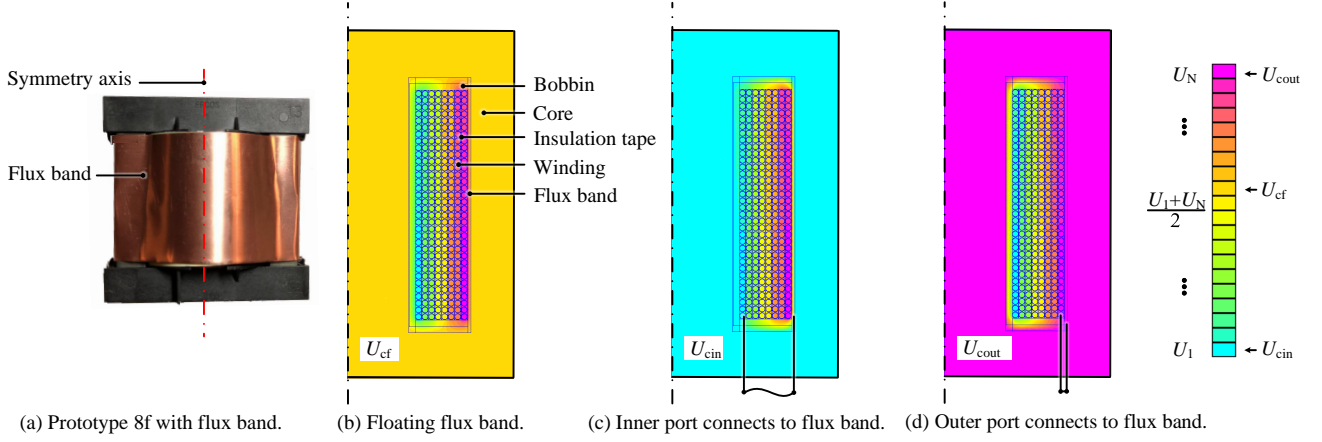 Symmetry axis
Flux band
(a) Prototype 8f with flux band.
Bobbin
Core
Insulation tape
Winding
Flux band
U_cf
(b) Floating flux band.
U_cin
(c) Inner port connects to flux band.
U_cout
(d) Outer port connects to flux band.
U_N
U_cout
U_1+U_N
2
U_cf
U_1
U_cin